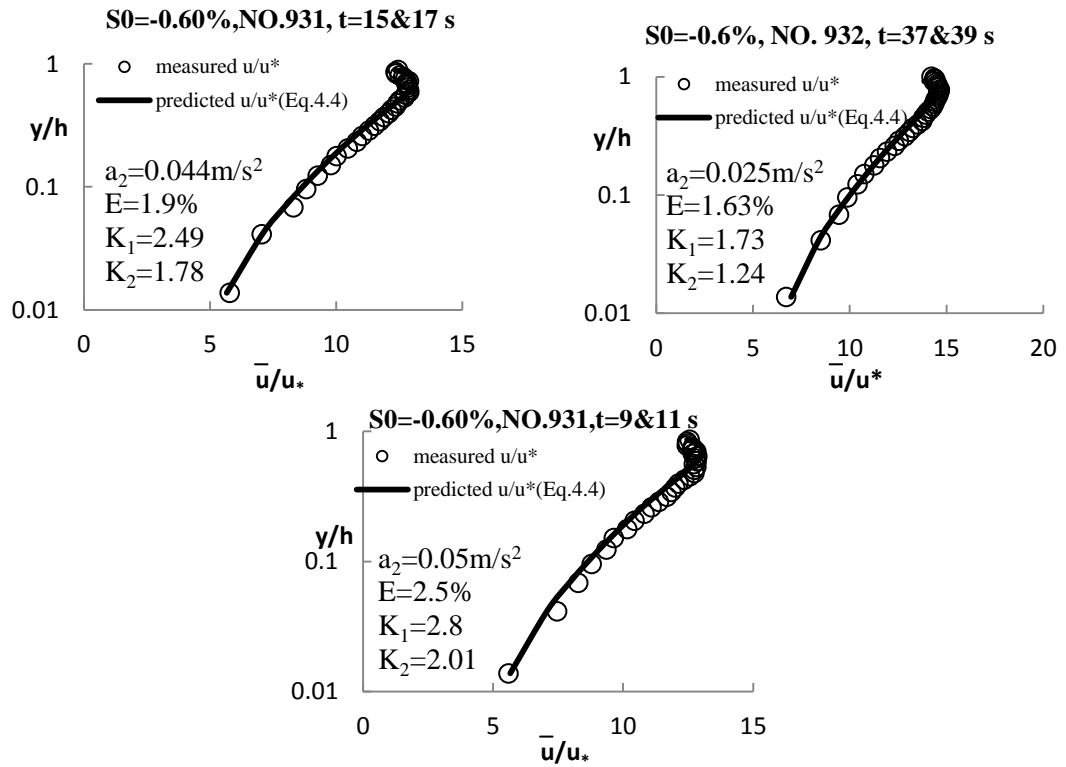 S0=-0.60%,NO.931, t=15&17 s
measured u/u*
predicted u/u*(Eq.4.4)
y/h
1
0.1
0.01
a₂=0.044m/s²
E=1.9%
K₁=2.49
K₂=1.78
0 5 10 15
u̅/u*
S0=-0.6%, NO. 932, t=37&39 s
measured u/u*
predicted u/u*(Eq.4.4)
y/h
1
0.1
0.01
a₂=0.025m/s²
E=1.63%
K₁=1.73
K₂=1.24
0 5 10 15 20
u̅/u*
S0=-0.60%,NO.931,t=9&11 s
measured u/u*
predicted u/u*(Eq.4.4)
y/h
1
0.1
0.01
a₂=0.05m/s²
E=2.5%
K₁=2.8
K₂=2.01
0 5 10 15
u̅/u*